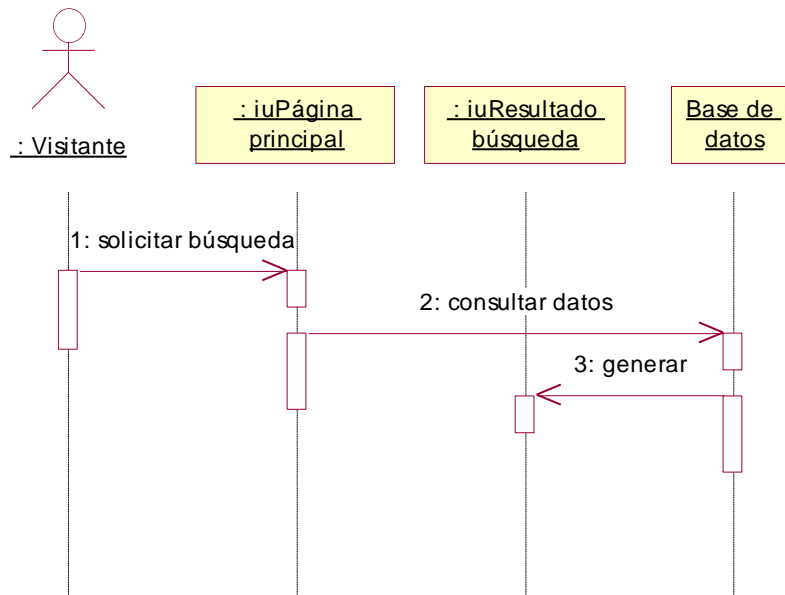 : Visitante
: iuPágina
principal
: iuResultado
búsqueda
Base de
datos
1: solicitar búsqueda
2: consultar datos
3: generar